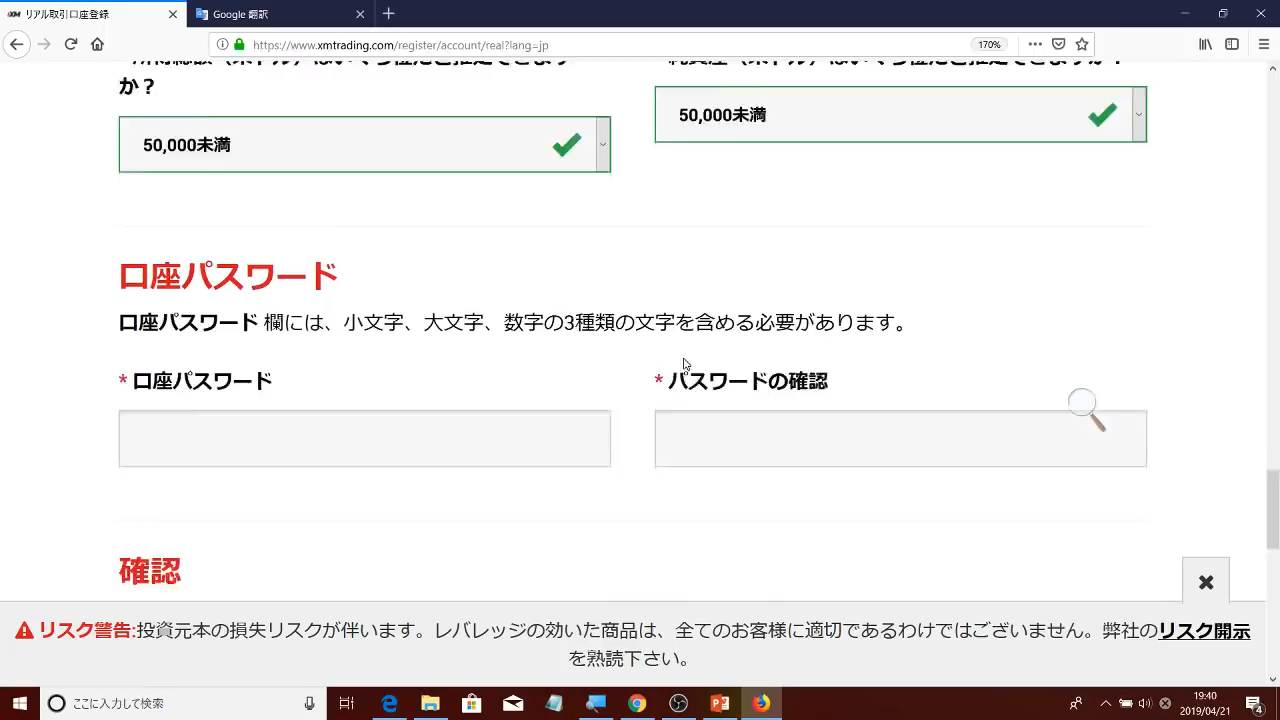 リアル取引口座登録
Google 翻訳
https://www.xmtrading.com/register/account/real?lang=jp
170%
か？
50,000未満
50,000未満
口座パスワード
口座パスワード 欄には、小文字、大文字、数字の3種類の文字を含める必要があります。
* 口座パスワード
* パスワードの確認
確認
リスク警告:投資元本の損失リスクが伴います。レバレッジの効いた商品は、全てのお客様に適切であるわけではございません。弊社のリスク開示
を熟読下さい。
ここに入力して検索
19:40
2019/04/21
4